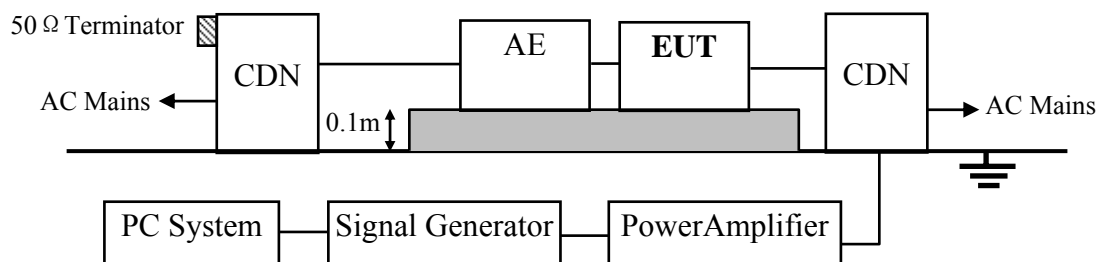 50 Ω Terminator
CDN
AC Mains
0.1m
AE
EUT
CDN
AC Mains
PC System
Signal Generator
PowerAmplifier